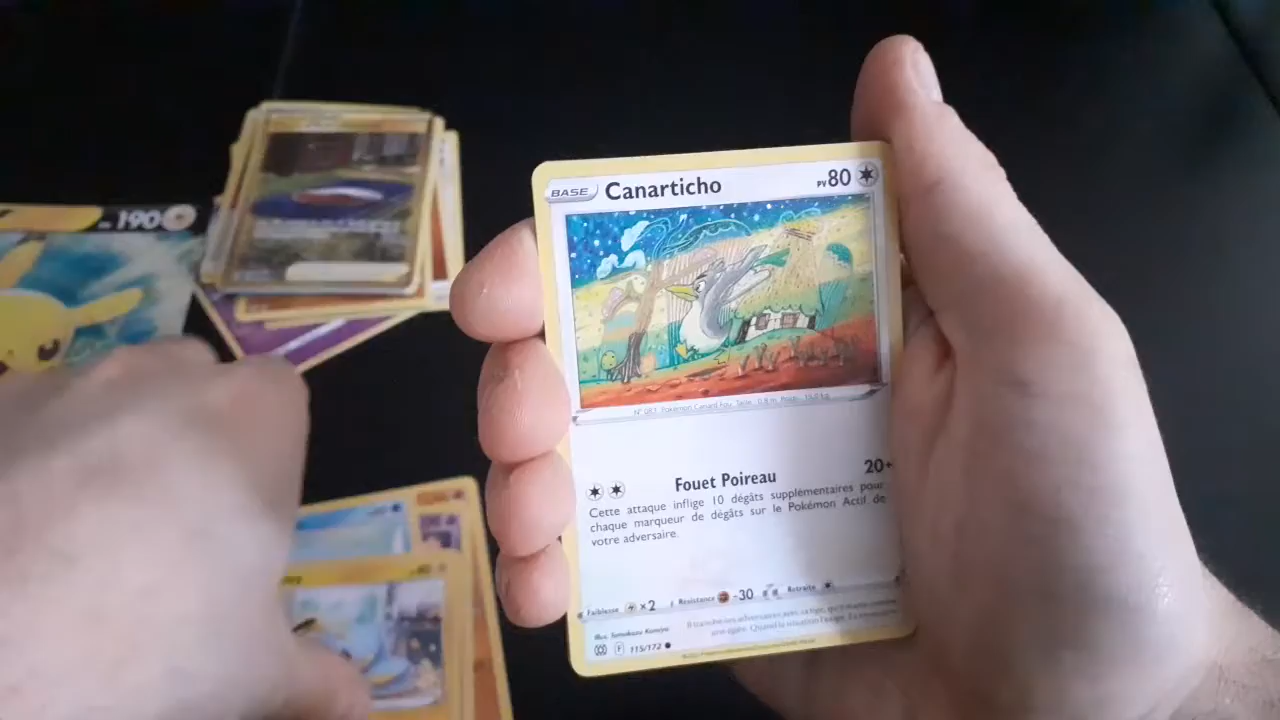 190
BASE Canarticho PV 80
N° 083 Pokémon Canard Fou Taille : 0,8 m Poids : 15,0 kg
Fouet Poireau 20+
Cette attaque inflige 10 dégâts supplémentaires pour
chaque marqueur de dégâts sur le Pokémon Actif de
votre adversaire.
Faiblesse ×2 Résistance -30 Retraite
Illus. Tomokazu Komiya
F 115/172